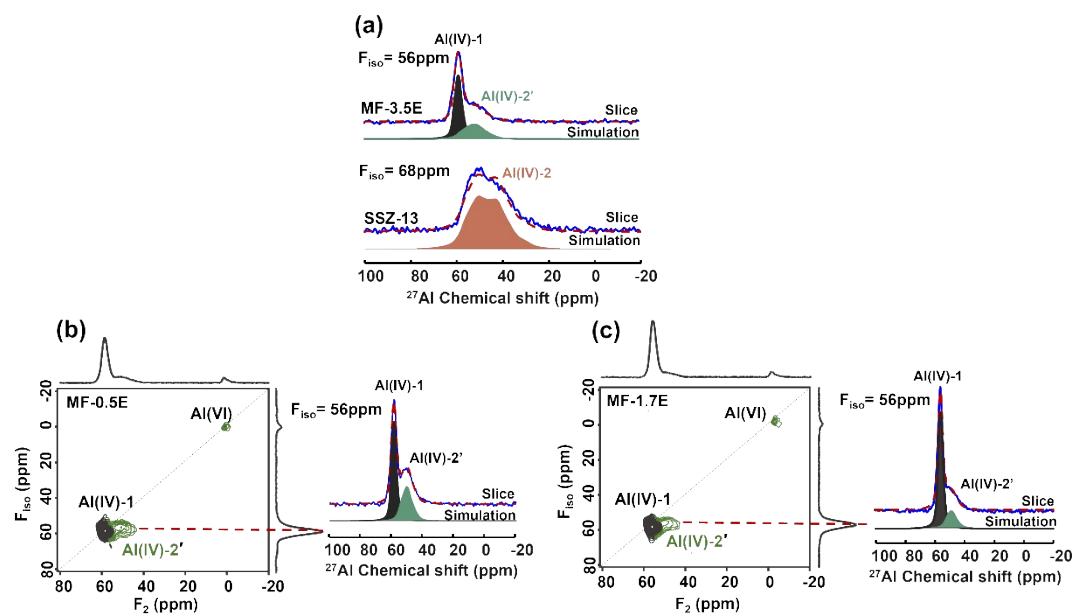 (a)
Al(IV)-1
Fiso= 56ppm
Al(IV)-2'
MF-3.5E
Slice
Simulation
Fiso= 68ppm
Al(IV)-2
SSZ-13
Slice
Simulation
100 80 60 40 20 0 -20
27Al Chemical shift (ppm)
(b)
MF-0.5E
Al(VI)
Al(IV)-1
Al(IV)-2'
-20
0
20
40
60
80
Fiso (ppm)
80 60 40 20 0 -20
F2 (ppm)
Al(IV)-1
Fiso= 56ppm
Al(IV)-2'
Slice
Simulation
100 80 60 40 20 0 -20
27Al Chemical shift (ppm)
(c)
MF-1.7E
Al(VI)
Al(IV)-1
Al(IV)-2'
-20
0
20
40
60
80
Fiso (ppm)
80 60 40 20 0 -20
F2 (ppm)
Al(IV)-1
Fiso= 56ppm
Al(IV)-2'
Slice
Simulation
100 80 60 40 20 0 -20
27Al Chemical shift (ppm)